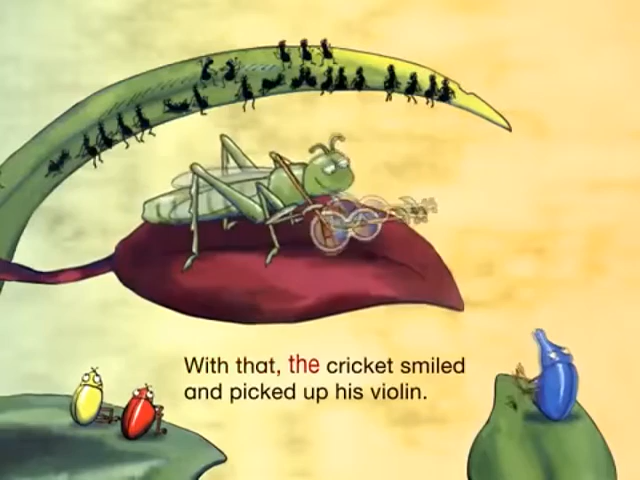 With that, the cricket smiled
and picked up his violin.